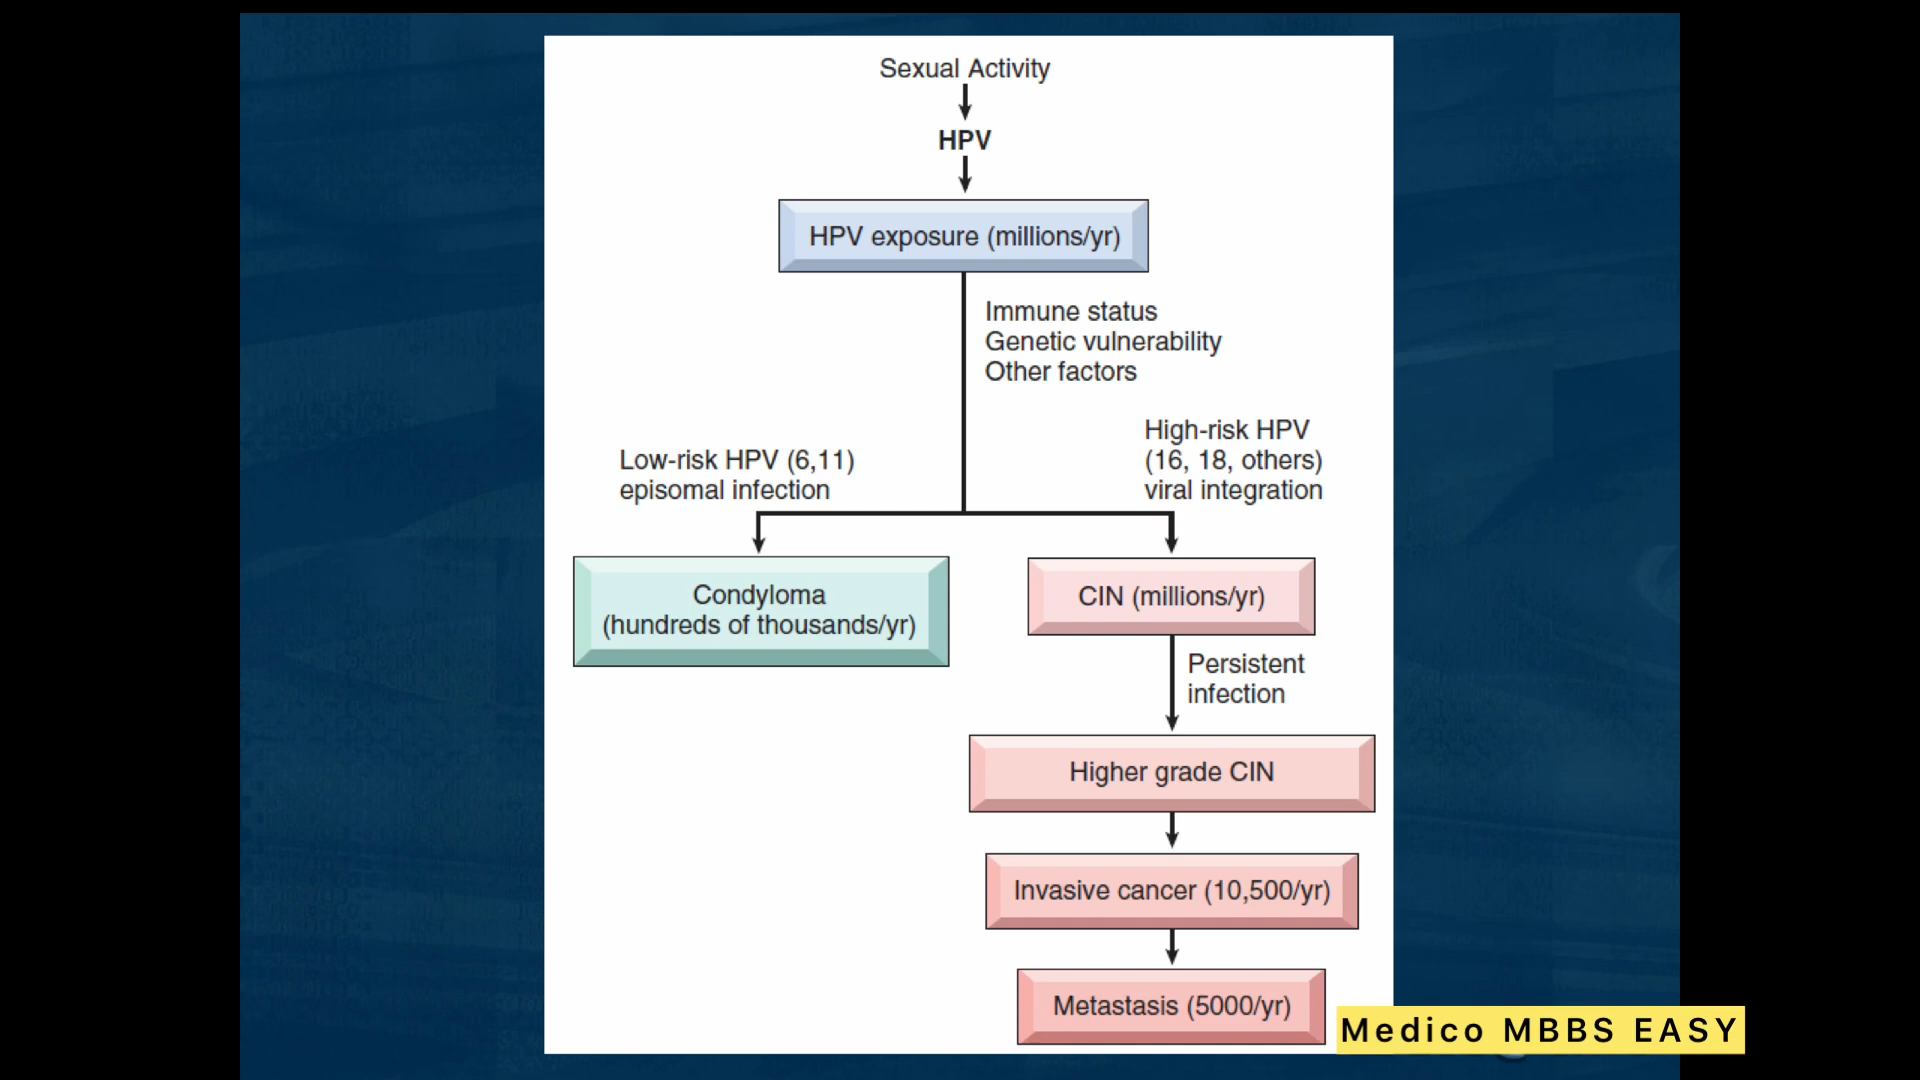 Sexual Activity
HPV
HPV exposure (millions/yr)
Immune status
Genetic vulnerability
Other factors
Low-risk HPV (6,11)
episomal infection
High-risk HPV
(16, 18, others)
viral integration
Condyloma
(hundreds of thousands/yr)
CIN (millions/yr)
Persistent
infection
Higher grade CIN
Invasive cancer (10,500/yr)
Metastasis (5000/yr)
Medico MBBS EASY